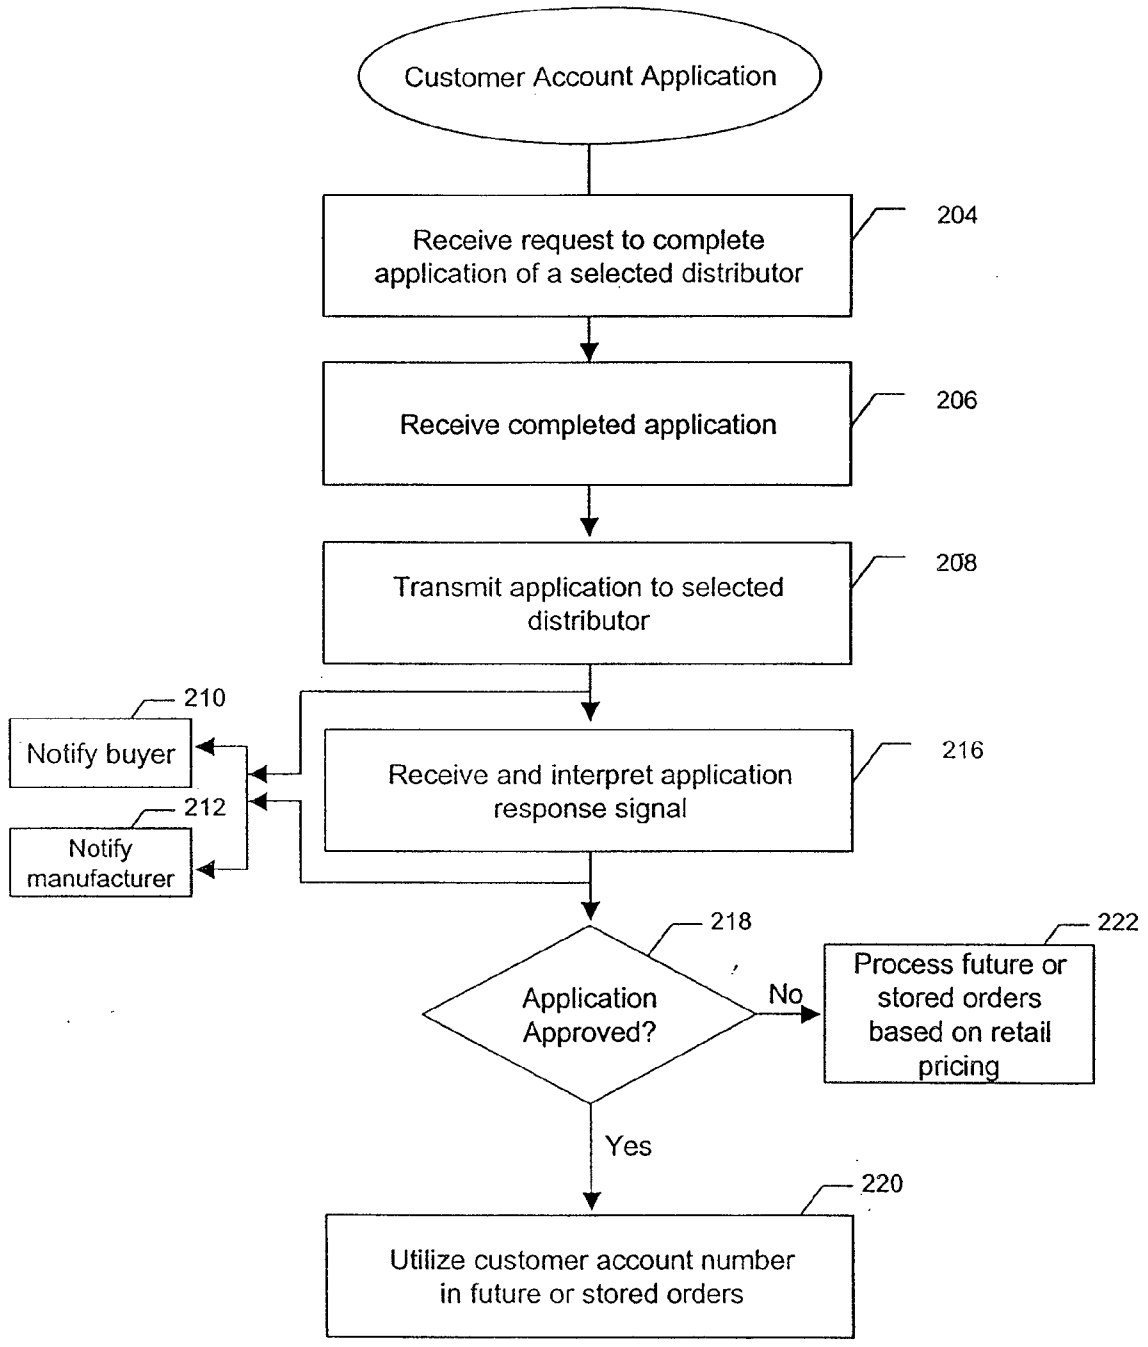 Customer Account Application
204
Receive request to complete
application of a selected distributor
206
Receive completed application
208
Transmit application to selected
distributor
210
Notify buyer
216
Receive and interpret application
response signal
212
Notify
manufacturer
218
Application
Approved?
No
222
Process future or
stored orders
based on retail
pricing
Yes
220
Utilize customer account number
in future or stored orders